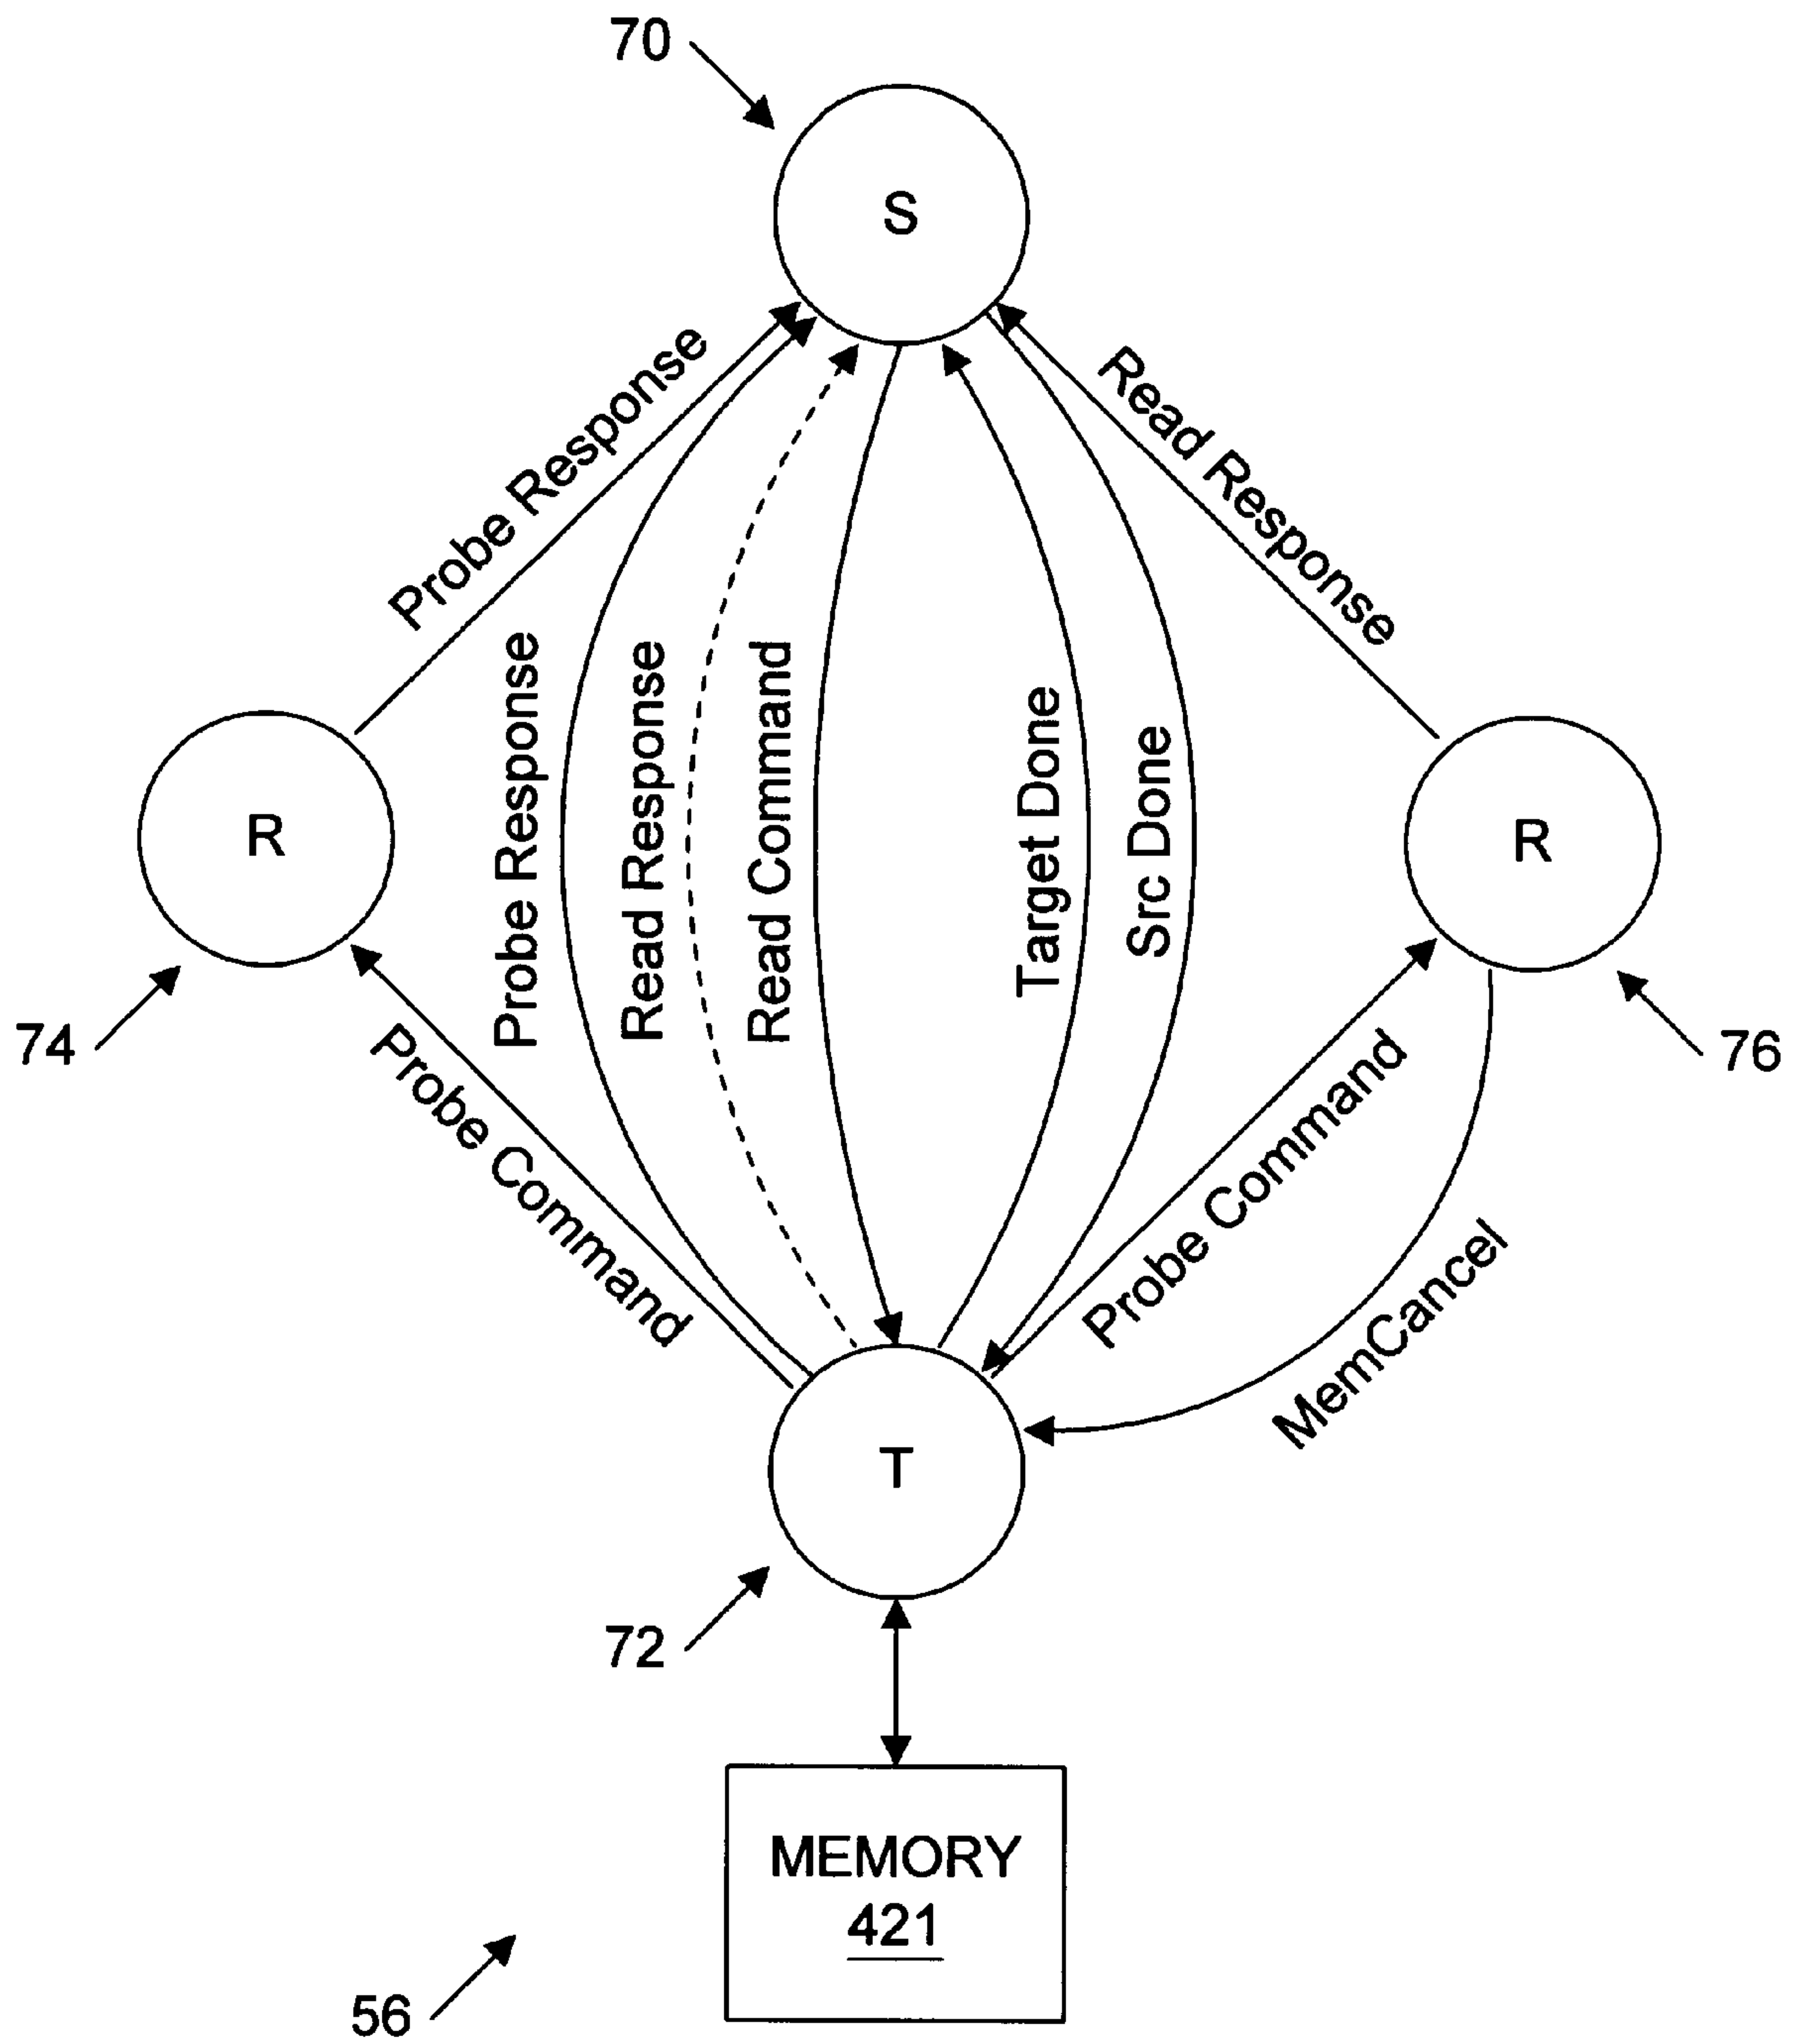 70
S
Probe Response
Read Response
R
Probe Response
Read Response
Read Command
Target Done
Src Done
R
74
Probe Command
Probe Command
76
MemCancel
T
72
MEMORY
421
56